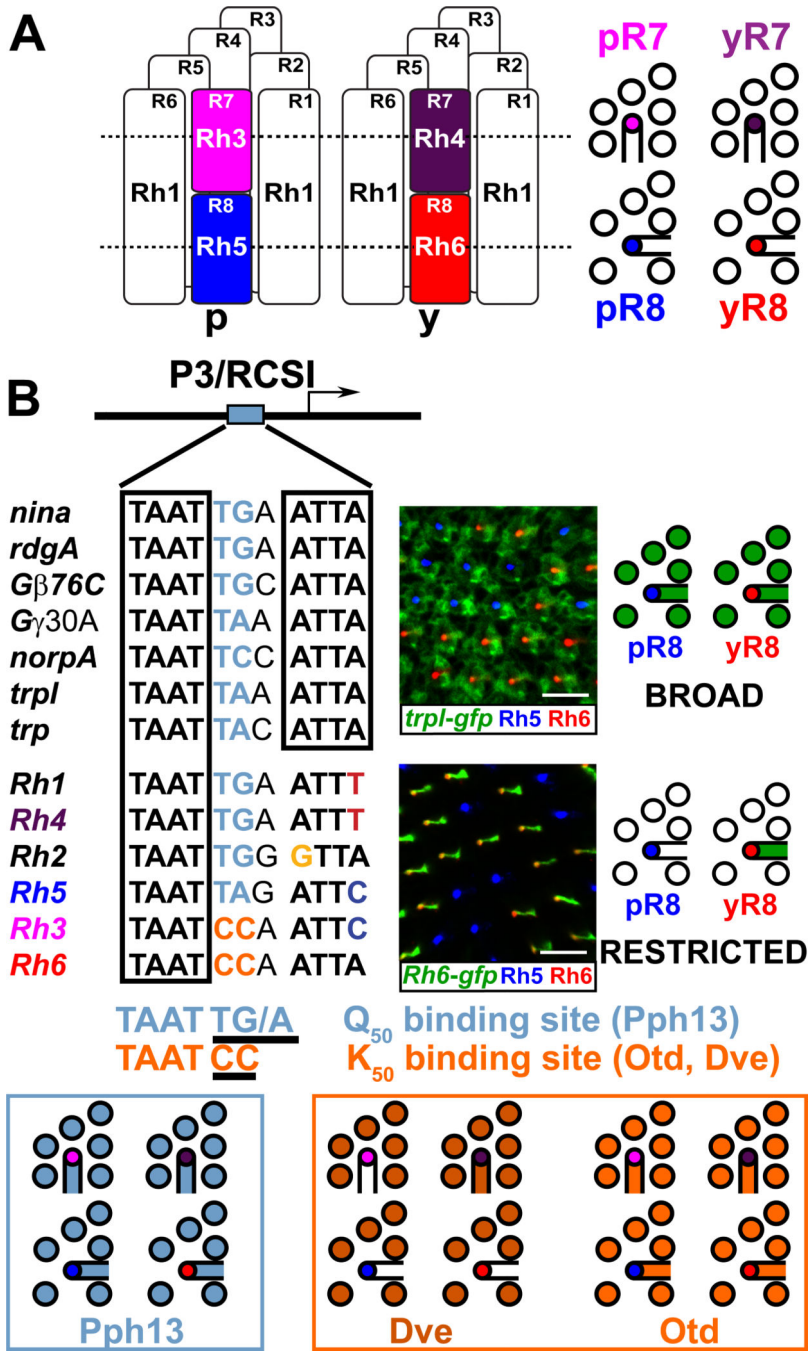 A
R3
R4
R5
R2
R6
R7
R1
Rh3
Rh1
Rh1
R8
Rh5
p
R3
R4
R5
R2
R6
R7
R1
Rh4
Rh1
Rh1
R8
Rh6
y
pR7 yR7
pR8 yR8
B
P3/RCSI
nina TAAT TGA ATTA
rdgA TAAT TGA ATTA
Gβ76C TAAT TGC ATTA
Gγ30A TAAT TAA ATTA
norpA TAAT TCC ATTA
trpl TAAT TAA ATTA
trp TAAT TAC ATTA
trpl-gfp Rh5 Rh6
pR8 yR8
BROAD
Rh1 TAAT TGA ATTT
Rh4 TAAT TGA ATTT
Rh2 TAAT TGG GTTA
Rh5 TAAT TAG ATTC
Rh3 TAAT CCA ATTC
Rh6 TAAT CCA ATTA
Rh6-gfp Rh5 Rh6
pR8 yR8
RESTRICTED
TAAT TG/A Q50 binding site (Pph13)
TAAT CC K50 binding site (Otd, Dve)
Pph13
Dve
Otd